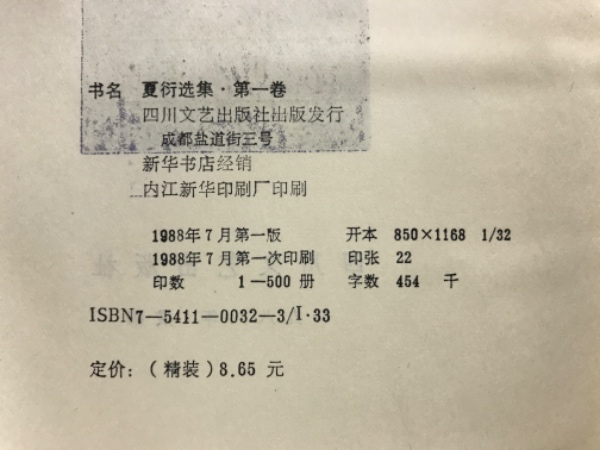 书名 夏衍选集·第一卷
四川文艺出版社出版发行
成都盐道街三号
新华书店经销
内江新华印刷厂印刷
1988年7月第一版 开本 850×1168 1/32
1988年7月第一次印刷 印张 22
印数 1—500 册 字数 454 千
ISBN7—5411—0032—3/I·33
定价：（精装）8.65 元